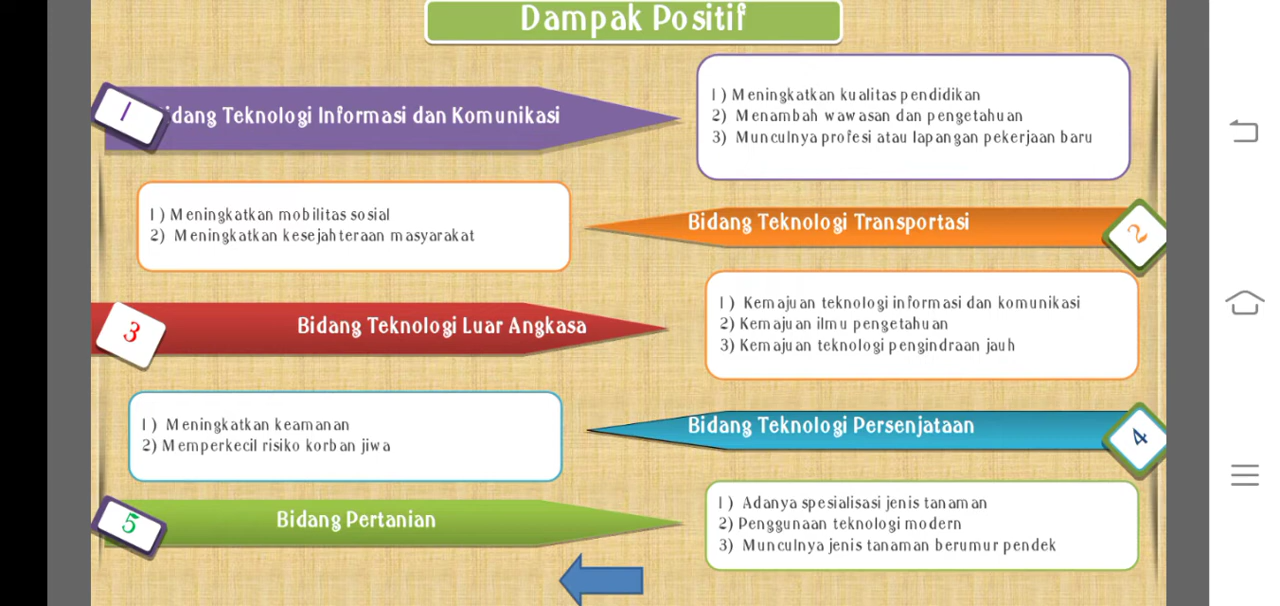 Dampak Positif
1
idang Teknologi Informasi dan Komunikasi
1) Meningkatkan kualitas pendidikan
2) Menambah wawasan dan pengetahuan
3) Munculnya profesi atau lapangan pekerjaan baru
1) Meningkatkan mobilitas sosial
2) Meningkatkan kesejahteraan masyarakat
Bidang Teknologi Transportasi
2
3
Bidang Teknologi Luar Angkasa
1) Kemajuan teknologi informasi dan komunikasi
2) Kemajuan ilmu pengetahuan
3) Kemajuan teknologi pengindraan jauh
1) Meningkatkan keamanan
2) Memperkecil risiko korban jiwa
Bidang Teknologi Persenjataan
4
5
Bidang Pertanian
1) Adanya spesialisasi jenis tanaman
2) Penggunaan teknologi modern
3) Munculnya jenis tanaman berumur pendek